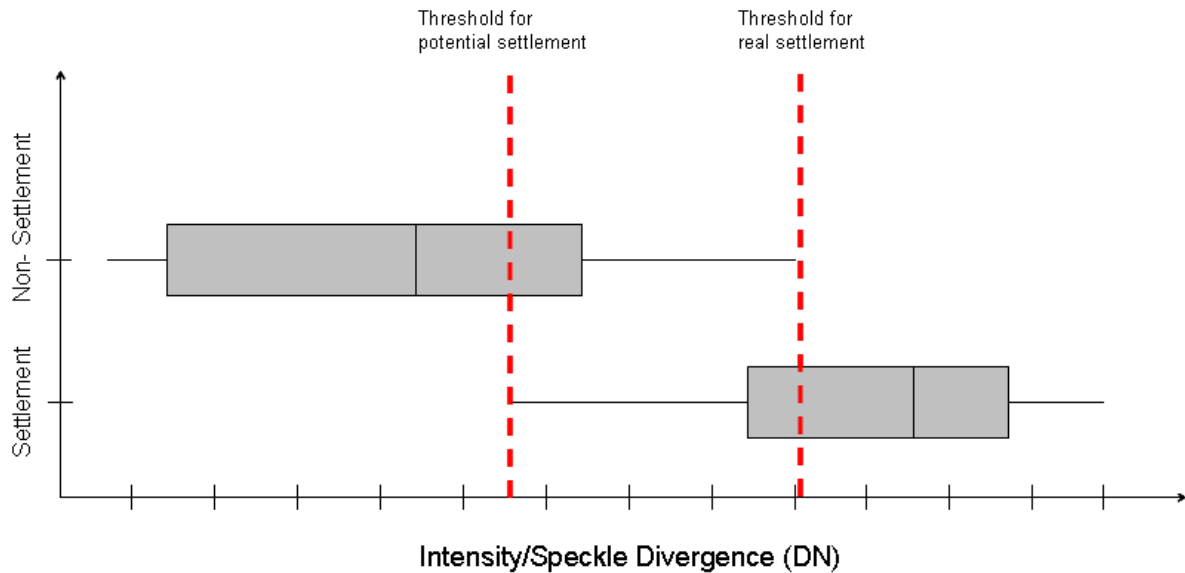 Threshold for
potential settlement
Threshold for
real settlement
Non- Settlement
Settlement
Intensity/Speckle Divergence (DN)